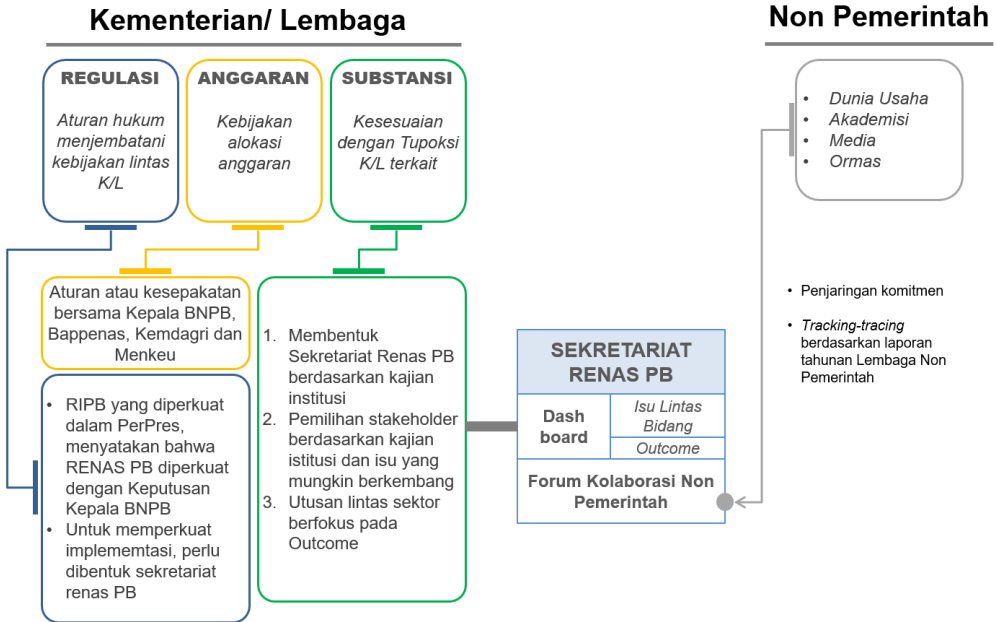 Kementerian/ Lembaga
Non Pemerintah
REGULASI
Aturan hukum
menjembatani
kebijakan lintas
K/L
ANGGARAN
Kebijakan
alokasi
anggaran
SUBSTANSI
Kesesuaian
dengan Tupoksi
K/L terkait
• Dunia Usaha
• Akademisi
• Media
• Ormas
Aturan atau kesepakatan
bersama Kepala BNPB,
Bappenas, Kemdagri dan
Menkeu
• RIPB yang diperkuat
dalam PerPres,
menyatakan bahwa
RENAS PB diperkuat
dengan Keputusan
Kepala BNPB
• Untuk memperkuat
implememtasi, perlu
dibentuk sekretariat
renas PB
1. Membentuk
Sekretariat Renas PB
berdasarkan kajian
institusi
2. Pemilihan stakeholder
berdasarkan kajian
istitusi dan isu yang
mungkin berkembang
3. Utusan lintas sektor
berfokus pada
Outcome
SEKRETARIAT
RENAS PB
Dash
board
Isu Lintas
Bidang
Outcome
Forum Kolaborasi Non
Pemerintah
• Penjaringan komitmen
• Tracking-tracing
berdasarkan laporan
tahunan Lembaga Non
Pemerintah